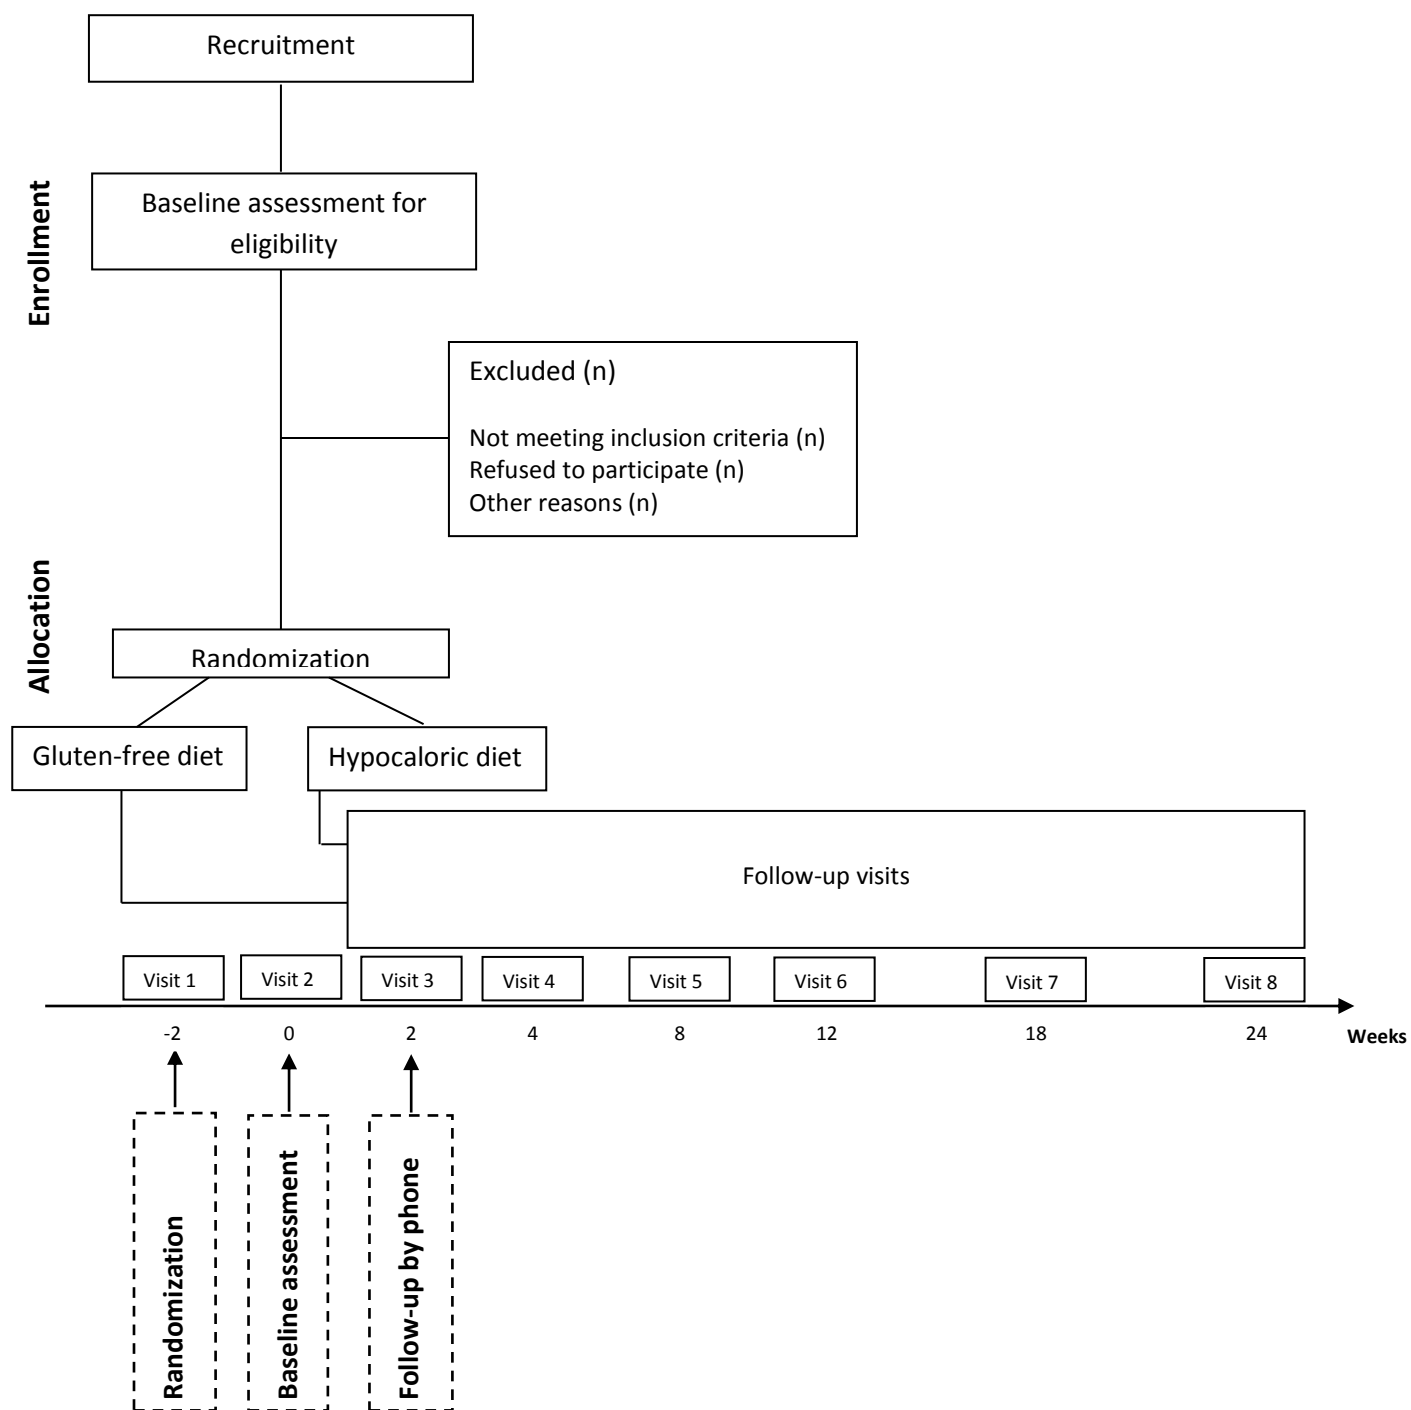 Recruitment
Enrollment
Baseline assessment for
eligibility
Excluded (n)
Not meeting inclusion criteria (n)
Refused to participate (n)
Other reasons (n)
Allocation
Randomization
Gluten-free diet
Hypocaloric diet
Follow-up visits
Visit 1
Visit 2
Visit 3
Visit 4
Visit 5
Visit 6
Visit 7
Visit 8
-2
0
2
4
8
12
18
24
Weeks
Randomization
Baseline assessment
Follow-up by phone